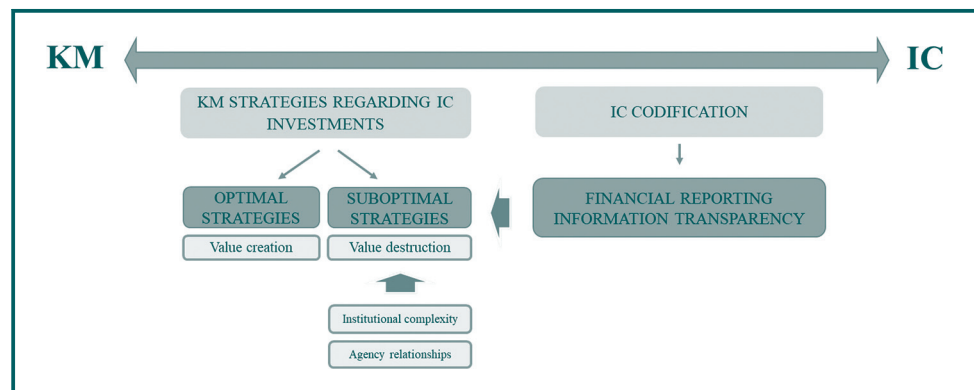 KM
IC
KM STRATEGIES REGARDING IC
INVESTMENTS
IC CODIFICATION
OPTIMAL
STRATEGIES
SUBOPTIMAL
STRATEGIES
FINANCIAL REPORTING
INFORMATION TRANSPARENCY
Value creation
Value destruction
Institutional complexity
Agency relationships